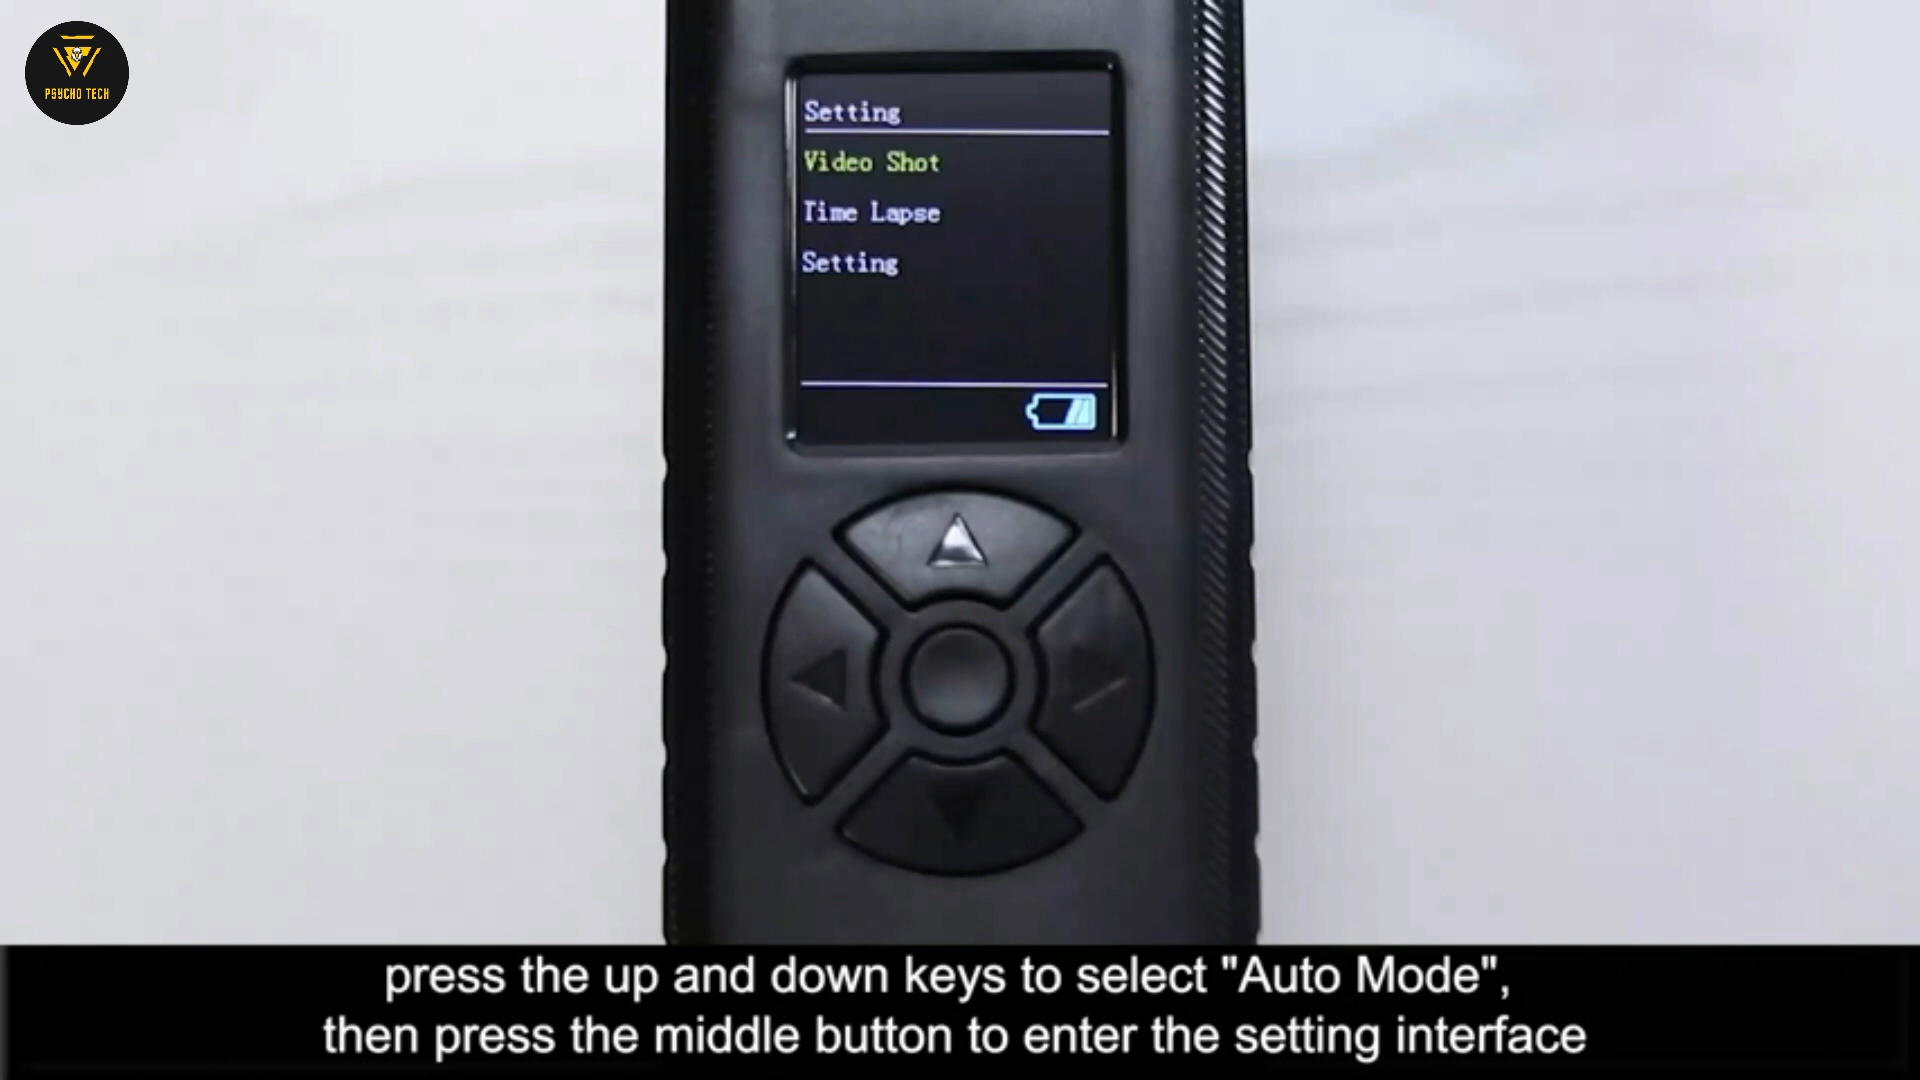 PSYCHO TECH
Setting
Video Shot
Time Lapse
Setting
press the up and down keys to select "Auto Mode",
then press the middle button to enter the setting interface